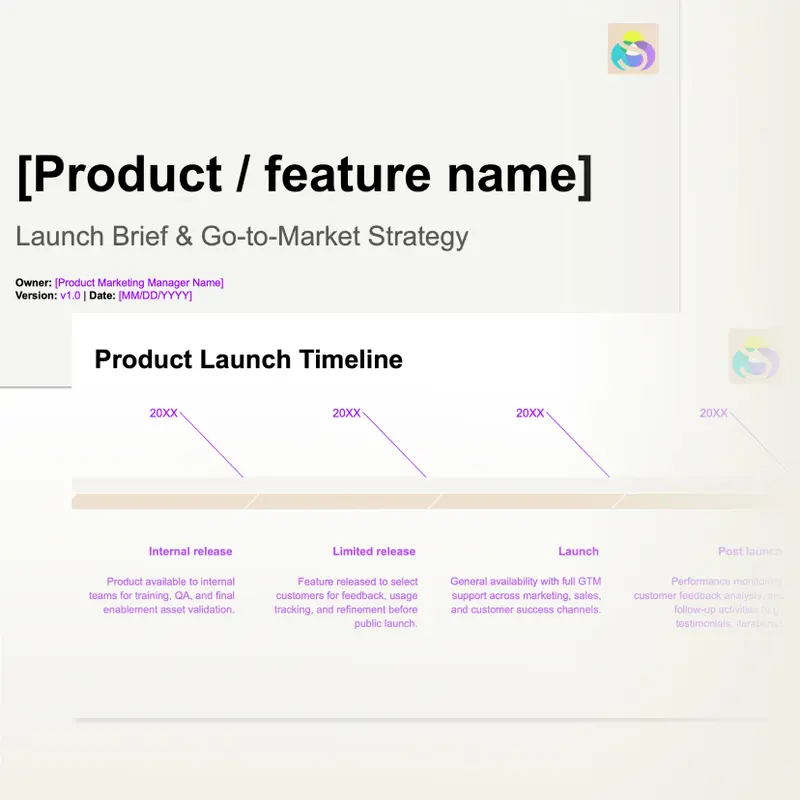 [Product / feature name]
Launch Brief & Go-to-Market Strategy
Owner: [Product Marketing Manager Name]
Version: v1.0 | Date: [MM/DD/YYYY]
Product Launch Timeline
20XX
20XX
20XX
20XX
Internal release
Product available to internal
teams for training, QA, and final
enablement asset validation.
Limited release
Feature released to select
customers for feedback, usage
tracking, and refinement before
public launch.
Launch
General availability with full GTM
support across marketing, sales,
and customer success channels.
Post launch
Performance monitoring,
customer feedback analysis, and
follow-up activities (e.g.
testimonials, iterations).